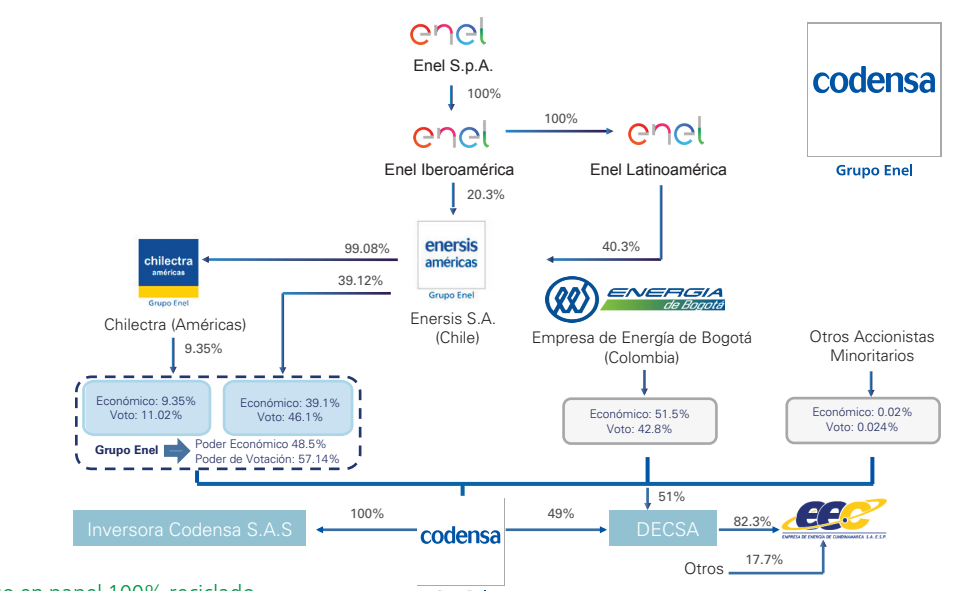 enel
Enel S.p.A.
100%
enel
Enel Iberoamérica
100%
enel
Enel Latinoamérica
codensa
Grupo Enel
20.3%
40.3%
enersis
américas
Grupo Enel
Enersis S.A.
(Chile)
99.08%
39.12%
chilectra
américas
Grupo Enel
Chilectra (Américas)
9.35%
ENERGIA
de Bogotá
Empresa de Energía de Bogotá
(Colombia)
Otros Accionistas
Minoritarios
Económico: 9.35%
Voto: 11.02%
Económico: 39.1%
Voto: 46.1%
Grupo Enel
Poder Económico 48.5%
Poder de Votación: 57.14%
Económico: 51.5%
Voto: 42.8%
Económico: 0.02%
Voto: 0.024%
Inversora Codensa S.A.S
100%
codensa
49%
51%
DECSA
82.3%
eec
EMPRESA DE ENERGÍA DE CUNDINAMARCA S.A. E.S.P.
Otros
17.7%
en papel 100% reciclado